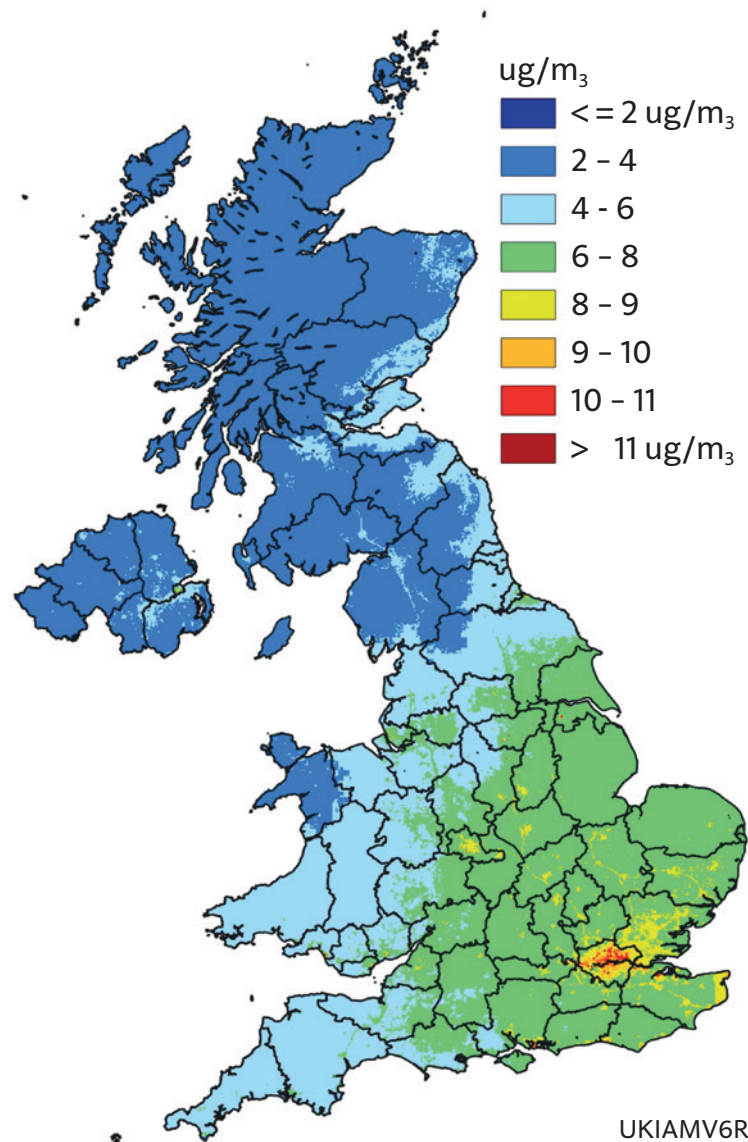 ug/m₃
< = 2 ug/m₃
2 – 4
4 - 6
6 – 8
8 – 9
9 – 10
10 – 11
> 11 ug/m₃
UKIAMV6R